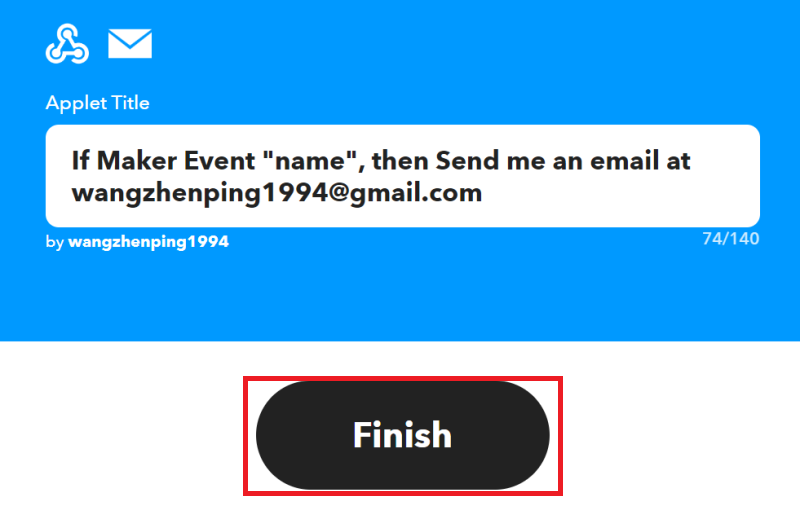 Applet Title
If Maker Event "name", then Send me an email at
wangzhenping1994@gmail.com
by wangzhenping1994
74/140
Finish